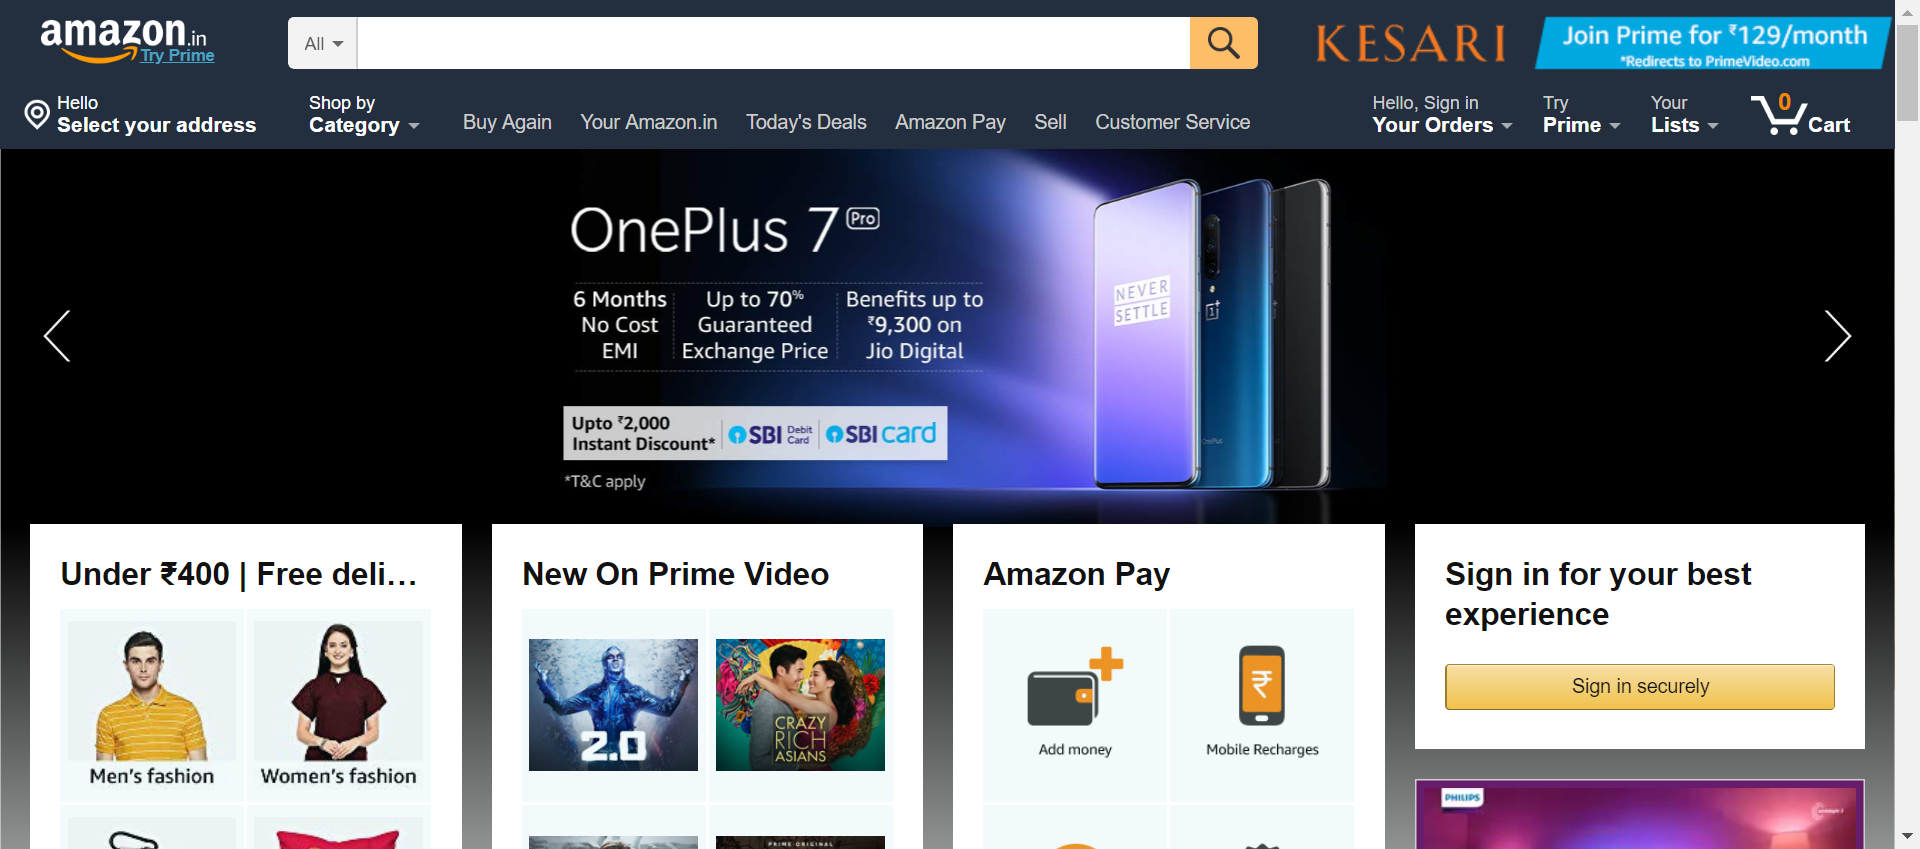 amazon.in
Try Prime
All
KESARI
Join Prime for ₹129/month
*Redirects to PrimeVideo.com
Hello
Select your address
Shop by
Category
Buy Again
Your Amazon.in
Today's Deals
Amazon Pay
Sell
Customer Service
Hello, Sign in
Your Orders
Try
Prime
Your
Lists
0
Cart
OnePlus 7 Pro
6 Months
No Cost
EMI
Up to 70%
Guaranteed
Exchange Price
Benefits up to
₹9,300 on
Jio Digital
NEVER
SETTLE
OnePlus
Upto ₹2,000
Instant Discount*
SBI Debit
Card
SBI card
*T&C apply
Under ₹400 | Free deli…
Men's fashion
Women's fashion
New On Prime Video
2.0
CRAZY
RICH
ASIANS
PRIME ORIGINAL
Amazon Pay
Add money
Mobile Recharges
Sign in for your best
experience
Sign in securely
PHILIPS